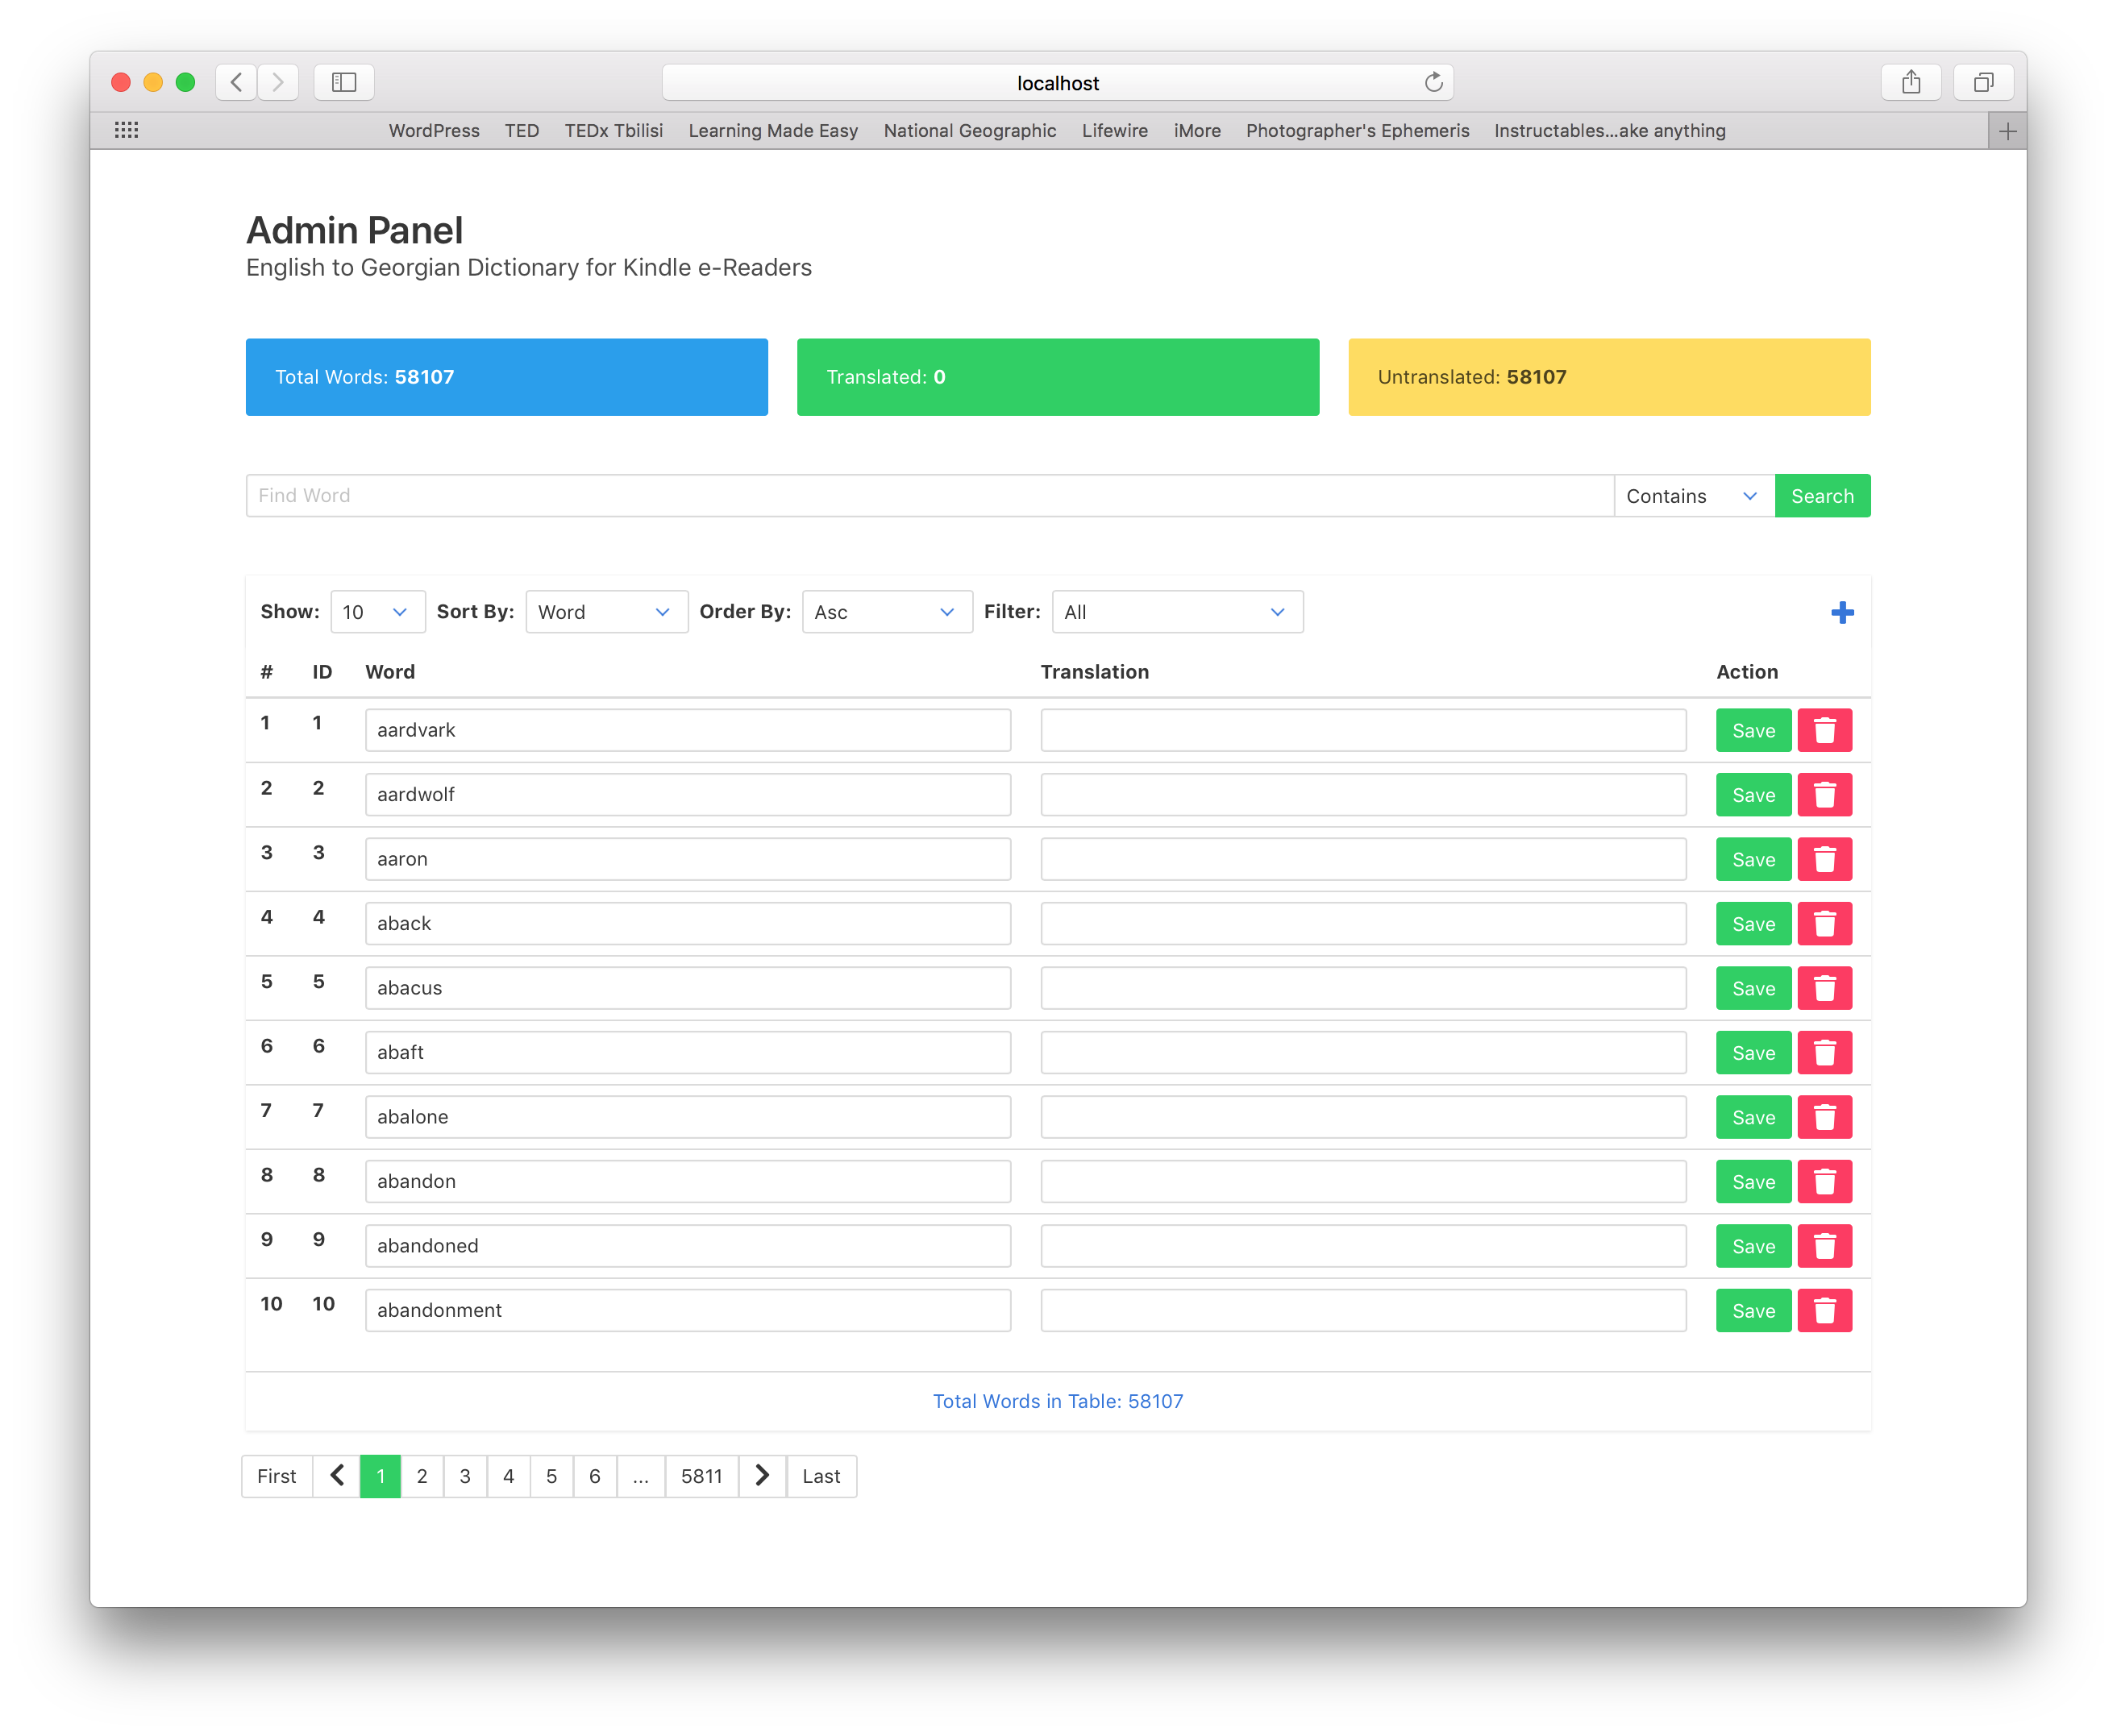 localhost
WordPress TED TEDx Tbilisi Learning Made Easy National Geographic Lifewire iMore Photographer's Ephemeris Instructables...ake anything
Admin Panel
English to Georgian Dictionary for Kindle e-Readers
Total Words: 58107 Translated: 0 Untranslated: 58107
Find Word Contains Search
Show: 10 Sort By: Word Order By: Asc Filter: All
# ID Word Translation Action
1 1 aardvark Save
2 2 aardwolf Save
3 3 aaron Save
4 4 aback Save
5 5 abacus Save
6 6 abaft Save
7 7 abalone Save
8 8 abandon Save
9 9 abandoned Save
10 10 abandonment Save
Total Words in Table: 58107
First 1 2 3 4 5 6 ... 5811 Last